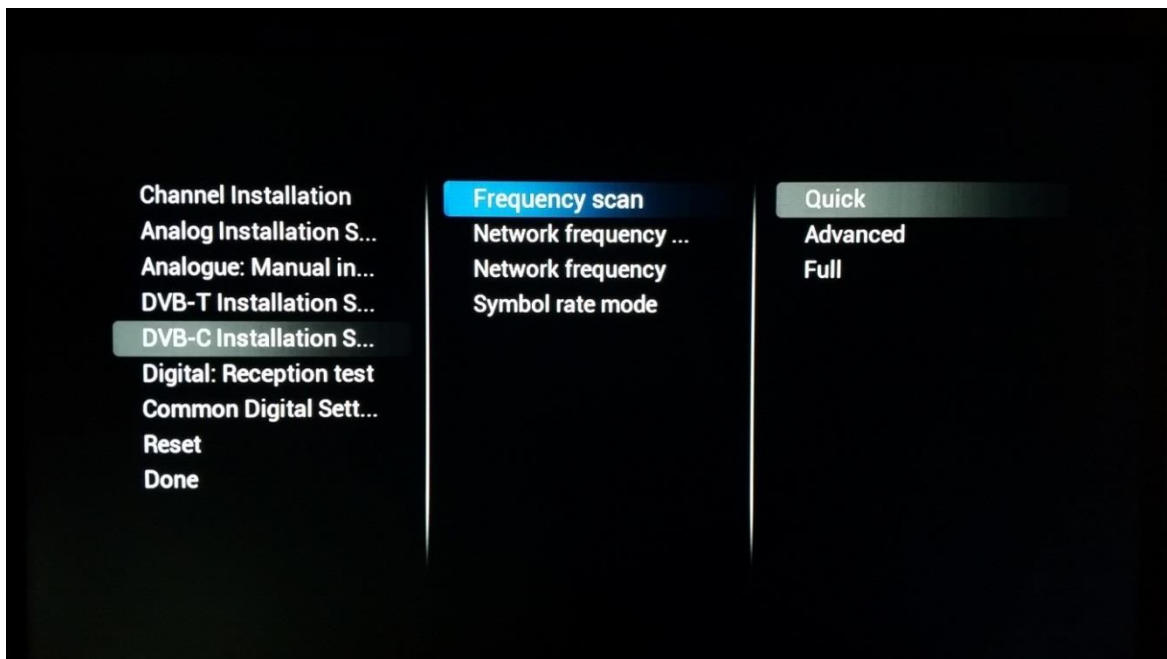 Channel Installation
Analog Installation S...
Analogue: Manual in...
DVB-T Installation S...
DVB-C Installation S...
Digital: Reception test
Common Digital Sett...
Reset
Done
Frequency scan
Network frequency ...
Network frequency
Symbol rate mode
Quick
Advanced
Full